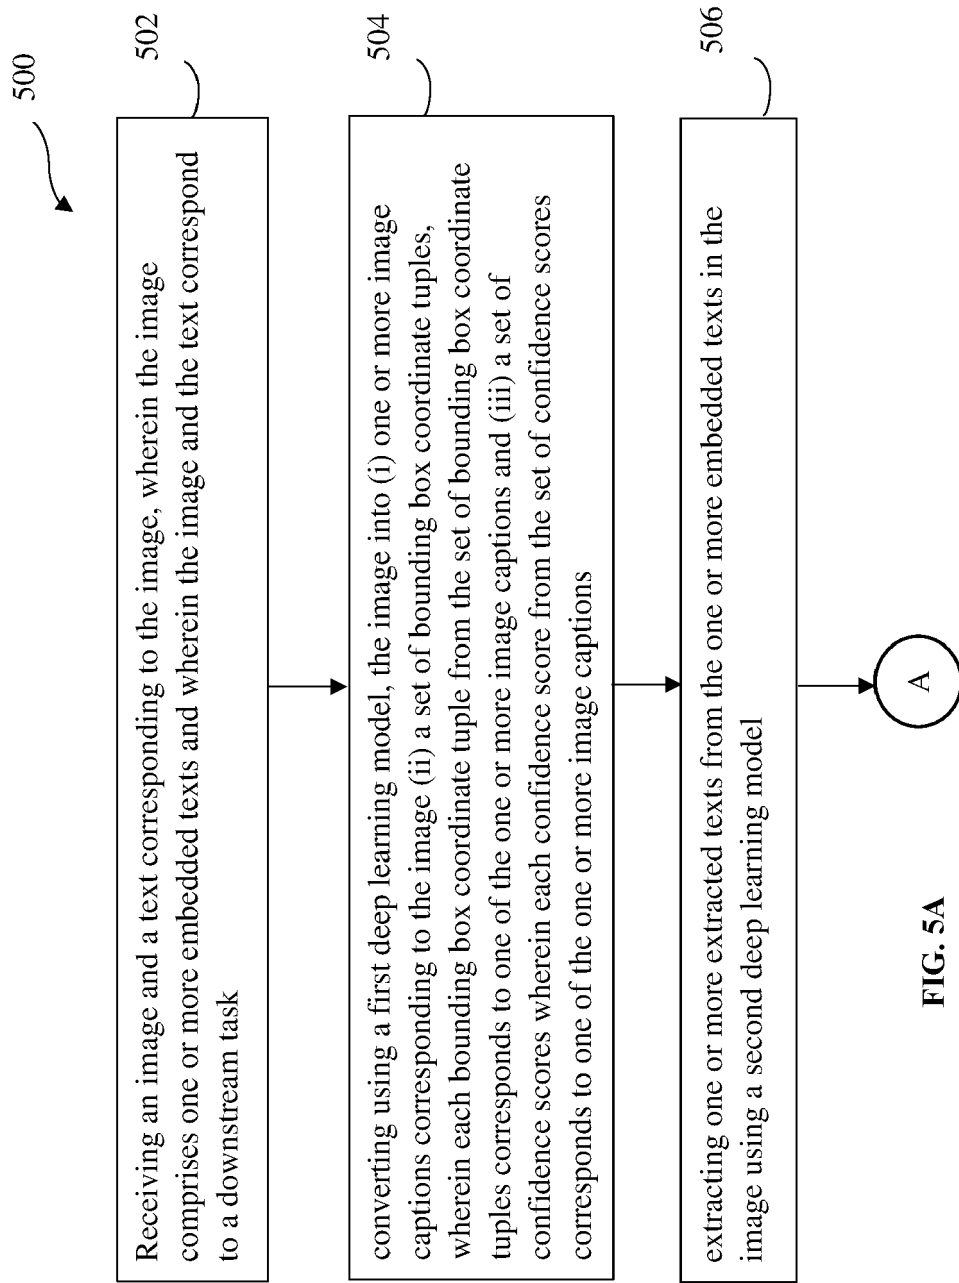 500
502
Receiving an image and a text corresponding to the image, wherein the image
comprises one or more embedded texts and wherein the image and the text correspond
to a downstream task
504
converting using a first deep learning model, the image into (i) one or more image
captions corresponding to the image (ii) a set of bounding box coordinate tuples,
wherein each bounding box coordinate tuple from the set of bounding box coordinate
tuples corresponds to one of the one or more image captions and (iii) a set of
confidence scores wherein each confidence score from the set of confidence scores
corresponds to one of the one or more image captions
506
extracting one or more extracted texts from the one or more embedded texts in the
image using a second deep learning model
A
FIG. 5A